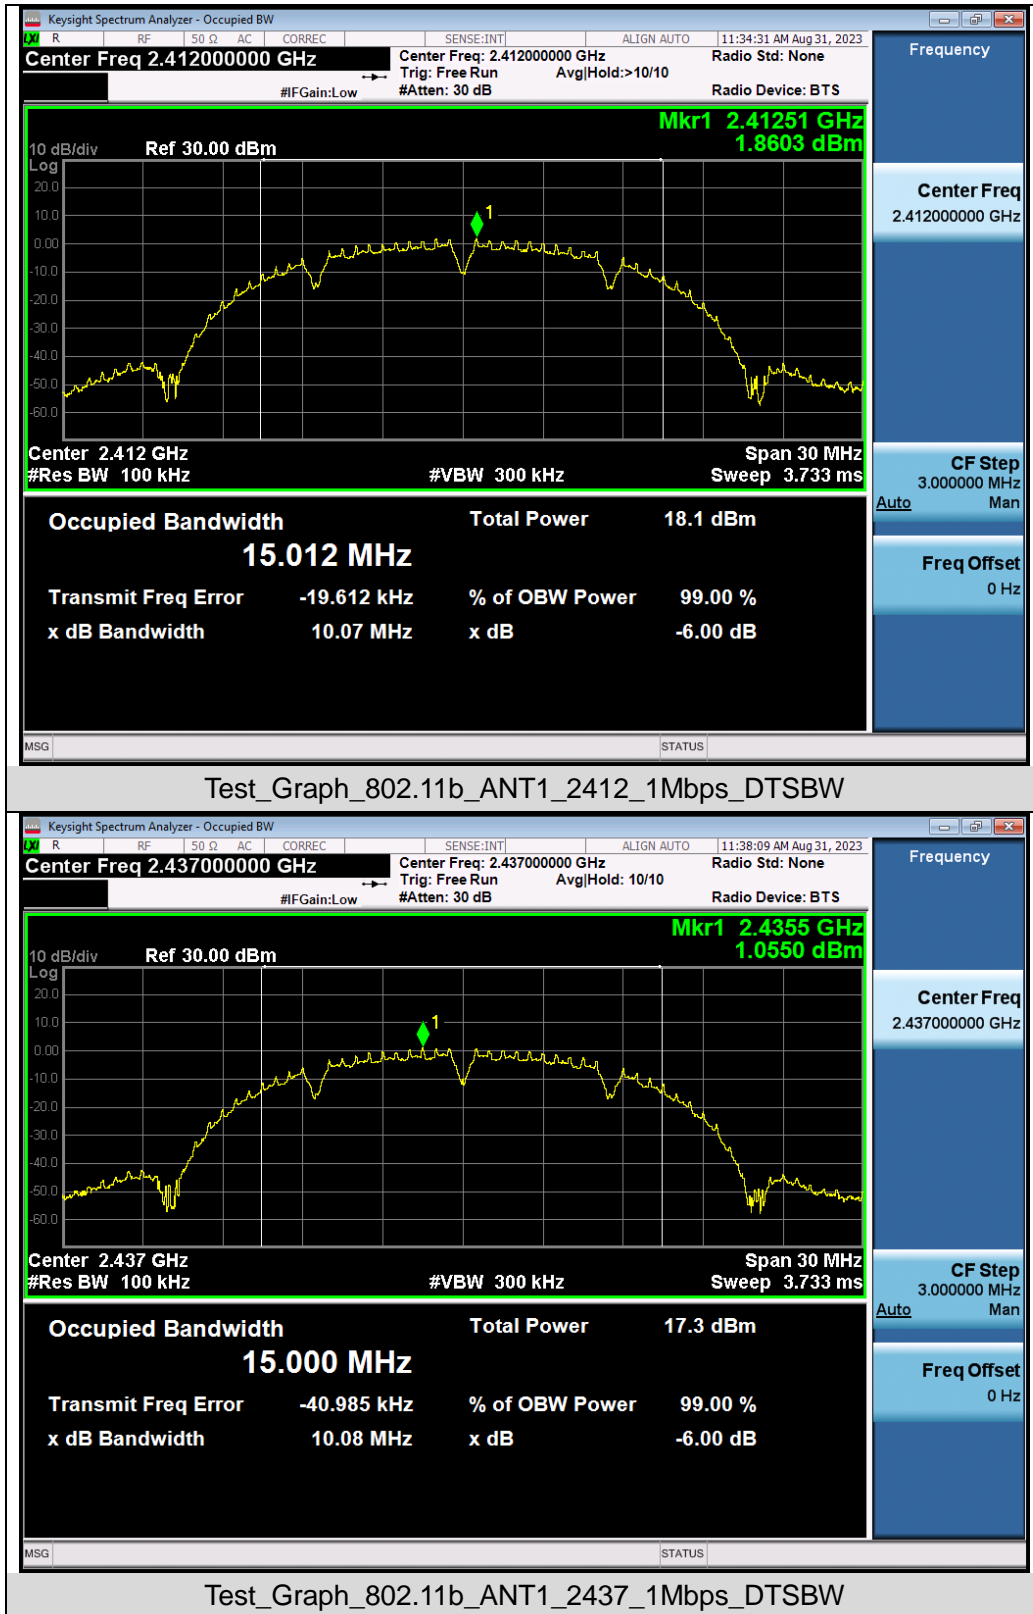 Keysight Spectrum Analyzer - Occupied BW
LXI R RF 50 Ω AC CORREC SENSE:INT ALIGN AUTO 11:34:31 AM Aug 31, 2023
Center Freq 2.412000000 GHz
Center Freq: 2.412000000 GHz
Radio Std: None
Trig: Free Run Avg|Hold:>10/10
#IFGain:Low
#Atten: 30 dB
Radio Device: BTS
Mkr1 2.41251 GHz
1.8603 dBm
10 dB/div Ref 30.00 dBm
Log
20.0
10.0
0.00
-10.0
-20.0
-30.0
-40.0
-50.0
-60.0
1
Center 2.412 GHz
Span 30 MHz
#Res BW 100 kHz
#VBW 300 kHz
Sweep 3.733 ms
Occupied Bandwidth
Total Power 18.1 dBm
15.012 MHz
Transmit Freq Error -19.612 kHz
% of OBW Power 99.00 %
x dB Bandwidth 10.07 MHz
x dB -6.00 dB
MSG
STATUS
Frequency
Center Freq
2.412000000 GHz
CF Step
3.000000 MHz
Auto Man
Freq Offset
0 Hz
Test_Graph_802.11b_ANT1_2412_1Mbps_DTSBW
Keysight Spectrum Analyzer - Occupied BW
LXI R RF 50 Ω AC CORREC SENSE:INT ALIGN AUTO 11:38:09 AM Aug 31, 2023
Center Freq 2.437000000 GHz
Center Freq: 2.437000000 GHz
Radio Std: None
Trig: Free Run Avg|Hold: 10/10
#IFGain:Low
#Atten: 30 dB
Radio Device: BTS
Mkr1 2.4355 GHz
1.0550 dBm
10 dB/div Ref 30.00 dBm
Log
20.0
10.0
0.00
-10.0
-20.0
-30.0
-40.0
-50.0
-60.0
1
Center 2.437 GHz
Span 30 MHz
#Res BW 100 kHz
#VBW 300 kHz
Sweep 3.733 ms
Occupied Bandwidth
Total Power 17.3 dBm
15.000 MHz
Transmit Freq Error -40.985 kHz
% of OBW Power 99.00 %
x dB Bandwidth 10.08 MHz
x dB -6.00 dB
MSG
STATUS
Frequency
Center Freq
2.437000000 GHz
CF Step
3.000000 MHz
Auto Man
Freq Offset
0 Hz
Test_Graph_802.11b_ANT1_2437_1Mbps_DTSBW